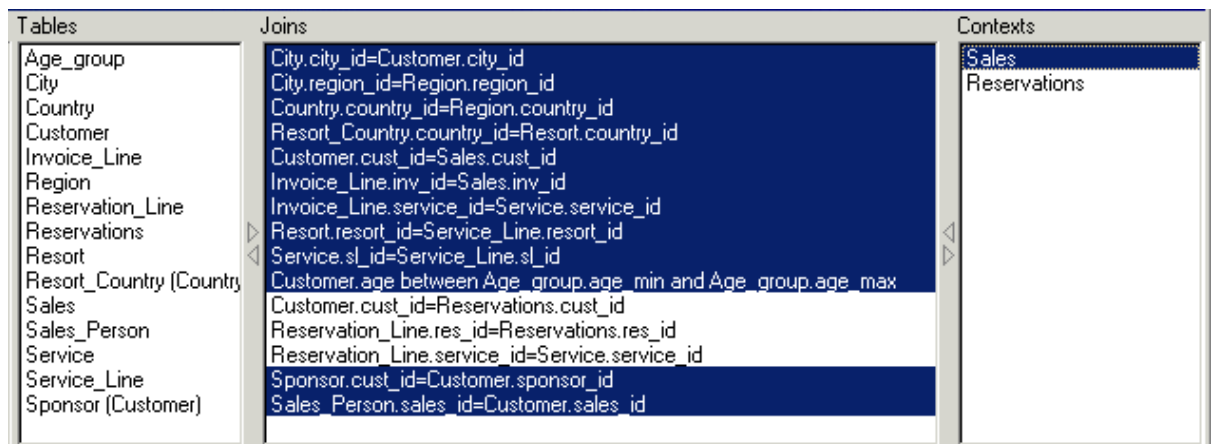 Tables
Age_group
City
Country
Customer
Invoice_Line
Region
Reservation_Line
Reservations
Resort
Resort_Country (Country
Sales
Sales_Person
Service
Service_Line
Sponsor (Customer)
Joins
City.city_id=Customer.city_id
City.region_id=Region.region_id
Country.country_id=Region.country_id
Resort_Country.country_id=Resort.country_id
Customer.cust_id=Sales.cust_id
Invoice_Line.inv_id=Sales.inv_id
Invoice_Line.service_id=Service.service_id
Resort.resort_id=Service_Line.resort_id
Service.sl_id=Service_Line.sl_id
Customer.age between Age_group.age_min and Age_group.age_max
Customer.cust_id=Reservations.cust_id
Reservation_Line.res_id=Reservations.res_id
Reservation_Line.service_id=Service.service_id
Sponsor.cust_id=Customer.sponsor_id
Sales_Person.sales_id=Customer.sales_id
Contexts
Sales
Reservations